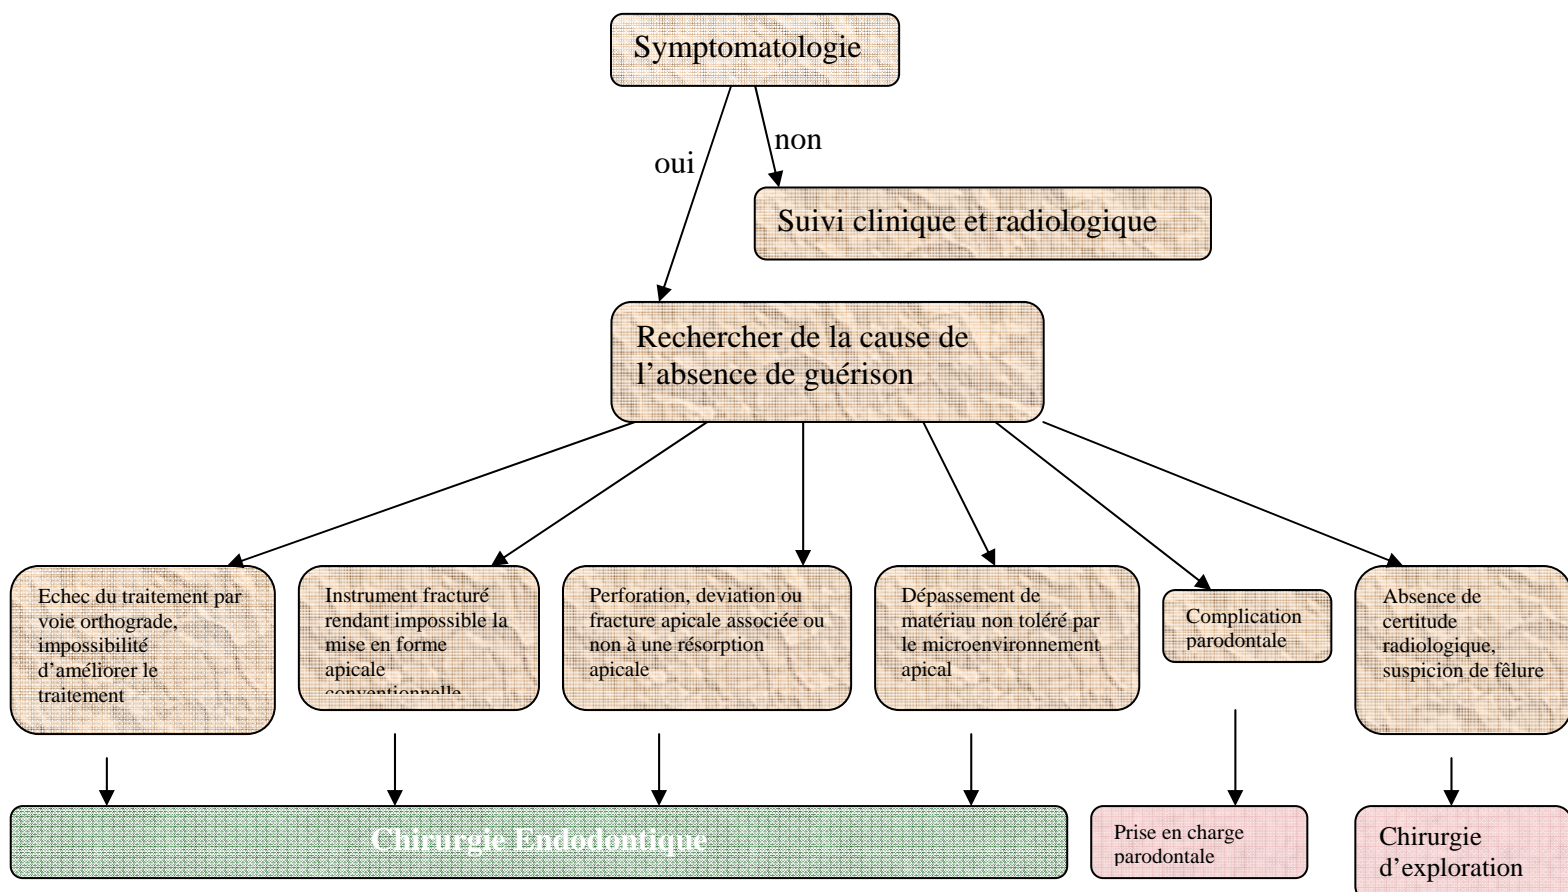 Symptomatologie
oui
non
Suivi clinique et radiologique
Rechercher de la cause de
l’absence de guérison
Echec du traitement par
voie orthograde,
impossibilité
d’améliorer le
traitement
Instrument fracturé
rendant impossible la
mise en forme
apicale
conventionnelle
Perforation, deviation ou
fracture apicale associée ou
non à une résorption
apicale
Dépassement de
matériau non toléré par
le microenvironnement
apical
Complication
parodontale
Absence de
certitude
radiologique,
suspicion de fêlure
Chirurgie Endodontique
Prise en charge
parodontale
Chirurgie
d’exploration